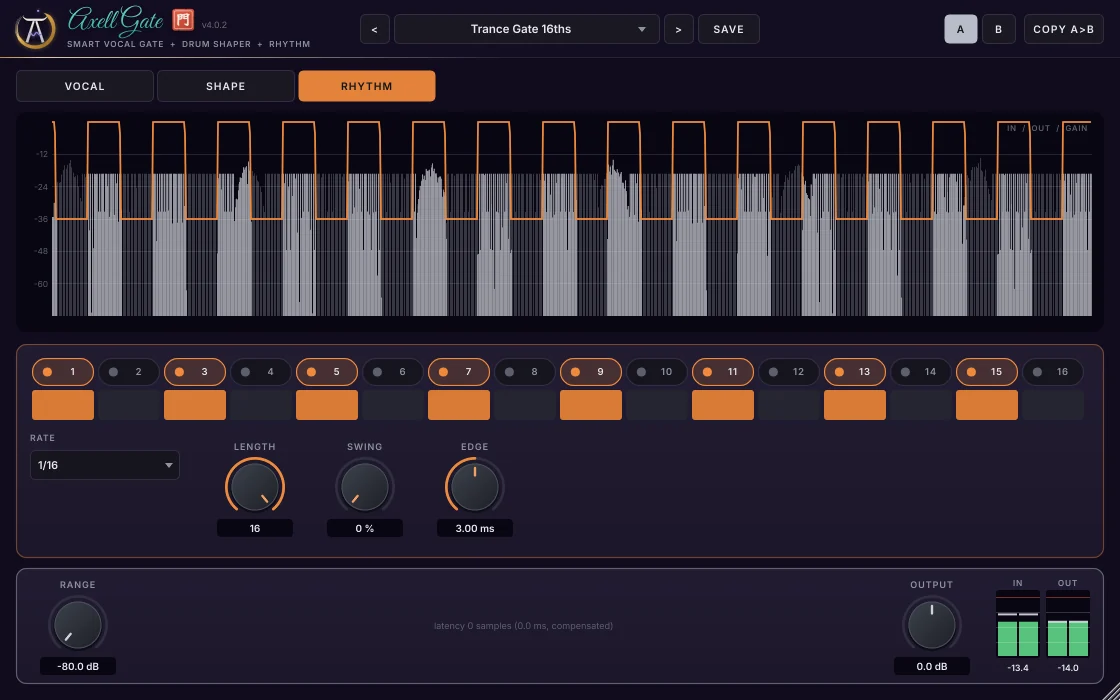 AxellGate 門 v4.0.2
SMART VOCAL GATE + DRUM SHAPER + RHYTHM
< Trance Gate 16ths > SAVE
A B COPY A>B
VOCAL SHAPE RHYTHM
IN / OUT / GAIN
-12
-24
-36
-48
-60
1 2 3 4 5 6 7 8 9 10 11 12 13 14 15 16
RATE
1/16
LENGTH SWING EDGE
16 0 % 3.00 ms
RANGE
-80.0 dB
latency 0 samples (0.0 ms, compensated)
OUTPUT
0.0 dB
IN OUT
-13.4 -14.0